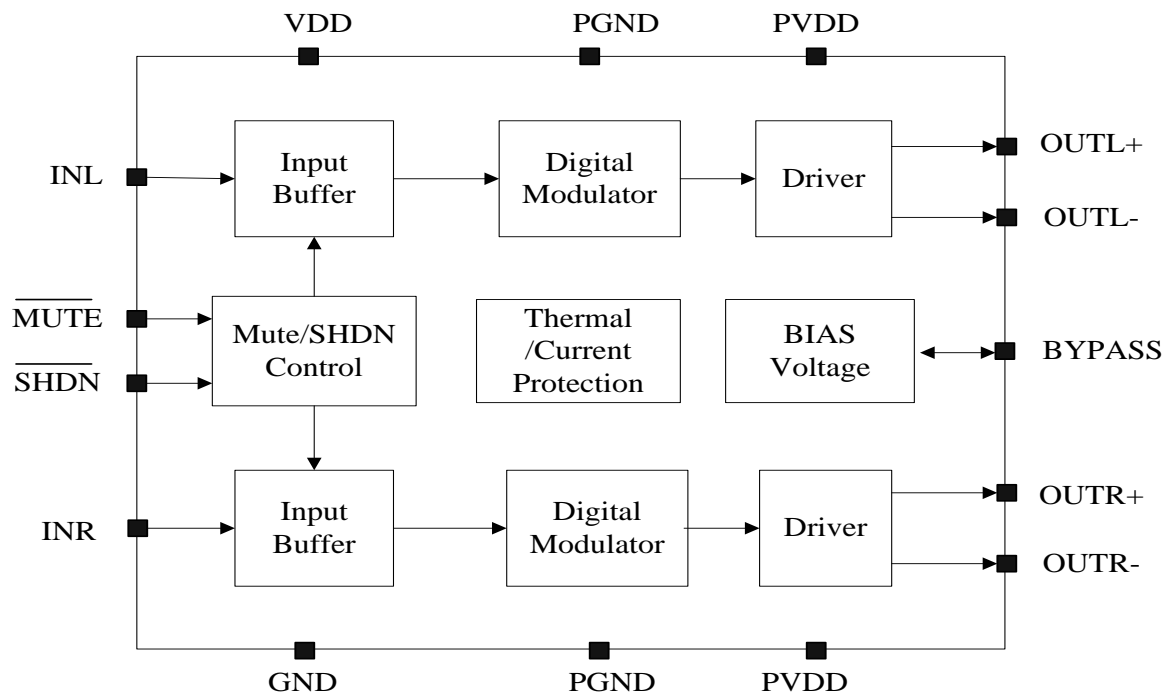 VDD
PGND
PVDD
INL
Input
Buffer
Digital
Modulator
Driver
OUTL+
OUTL-
MUTE
SHDN
Mute/SHDN
Control
Thermal
/Current
Protection
BIAS
Voltage
BYPASS
INR
Input
Buffer
Digital
Modulator
Driver
OUTR+
OUTR-
GND
PGND
PVDD